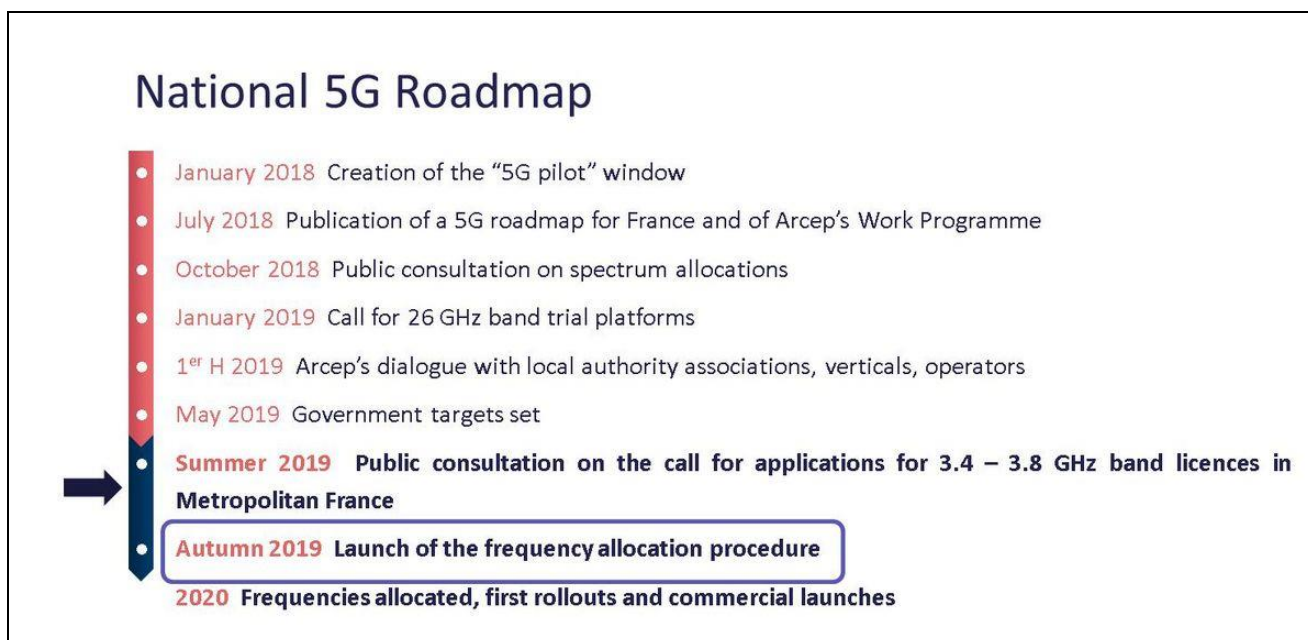 National 5G Roadmap
January 2018 Creation of the “5G pilot” window
July 2018 Publication of a 5G roadmap for France and of Arcep’s Work Programme
October 2018 Public consultation on spectrum allocations
January 2019 Call for 26 GHz band trial platforms
1er H 2019 Arcep’s dialogue with local authority associations, verticals, operators
May 2019 Government targets set
Summer 2019 Public consultation on the call for applications for 3.4 – 3.8 GHz band licences in
Metropolitan France
Autumn 2019 Launch of the frequency allocation procedure
2020 Frequencies allocated, first rollouts and commercial launches